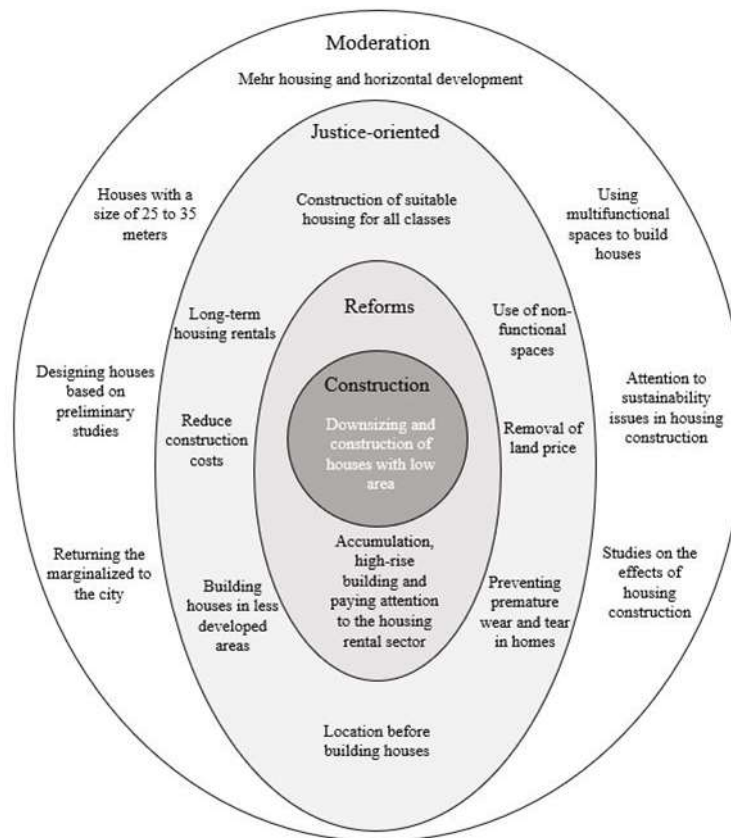 Moderation
Mehr housing and horizontal development
Justice-oriented
Houses with a
size of 25 to 35
meters
Construction of suitable
housing for all classes
Using
multifunctional
spaces to build
houses
Long-term
housing rentals
Reforms
Use of non-
functional
spaces
Designing houses
based on
preliminary
studies
Reduce
construction
costs
Construction
Downsizing and
construction of
houses with low
area
Removal of
land price
Attention to
sustainability
issues in housing
construction
Returning the
marginalized to
the city
Building
houses in less
developed
areas
Accumulation,
high-rise
building and
paying attention
to the housing
rental sector
Preventing
premature
wear and tear
in homes
Studies on the
effects of
housing
construction
Location before
building houses